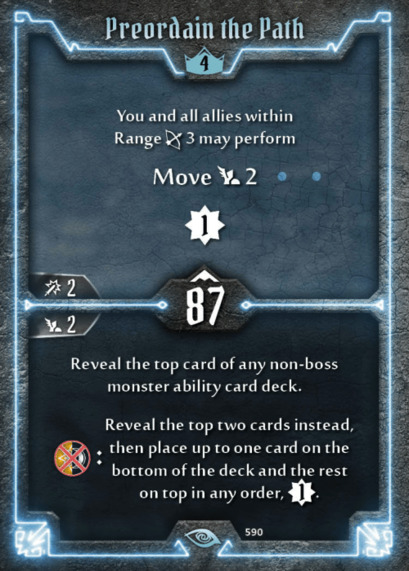 Preordain the Path
4
You and all allies within
Range 3 may perform
Move 2
1
2
87
2
Reveal the top card of any non-boss
monster ability card deck.
Reveal the top two cards instead,
then place up to one card on the
: bottom of the deck and the rest
on top in any order, 1.
590